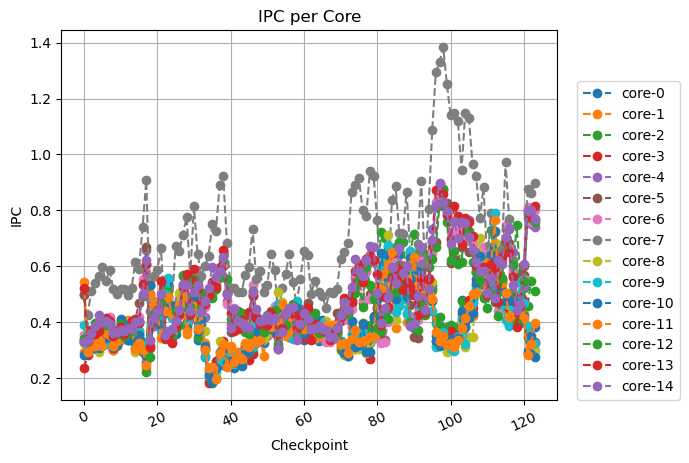 IPC per Core
IPC
1.4
1.2
1.0
0.8
0.6
0.4
0.2
0
20
40
60
80
100
120
Checkpoint
core-0
core-1
core-2
core-3
core-4
core-5
core-6
core-7
core-8
core-9
core-10
core-11
core-12
core-13
core-14